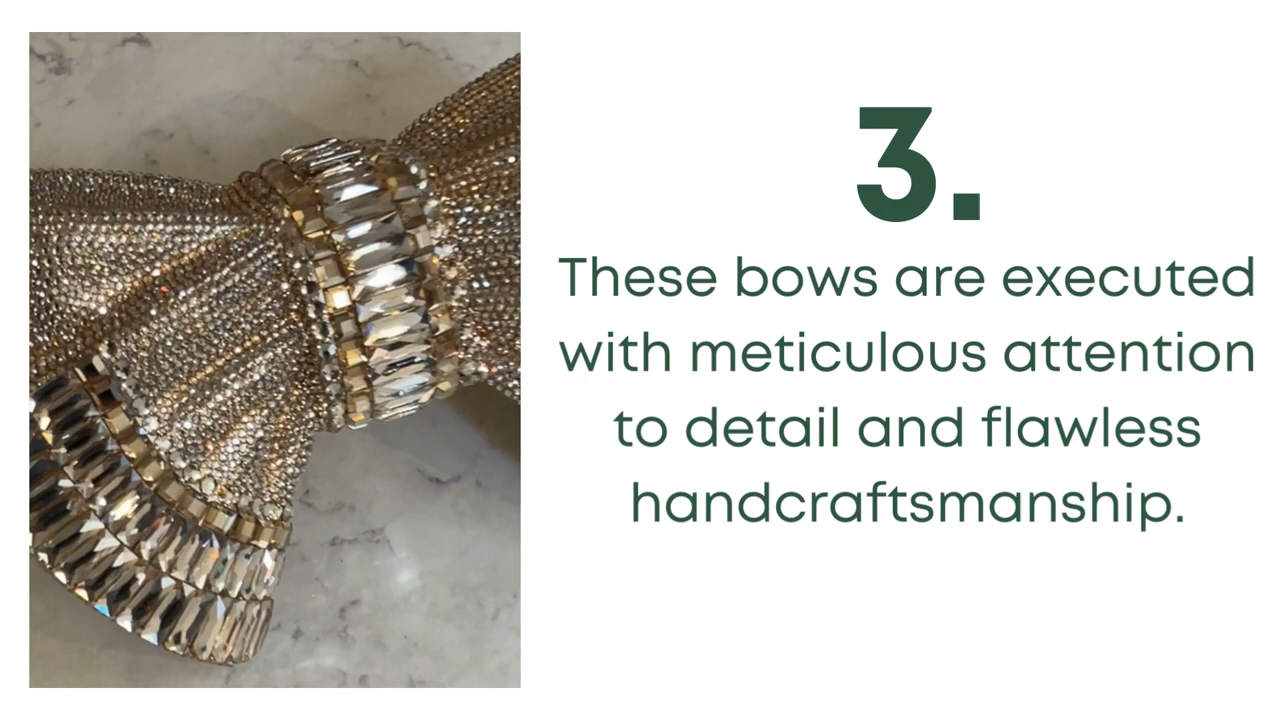 3.
These bows are executed
with meticulous attention
to detail and flawless
handcraftsmanship.